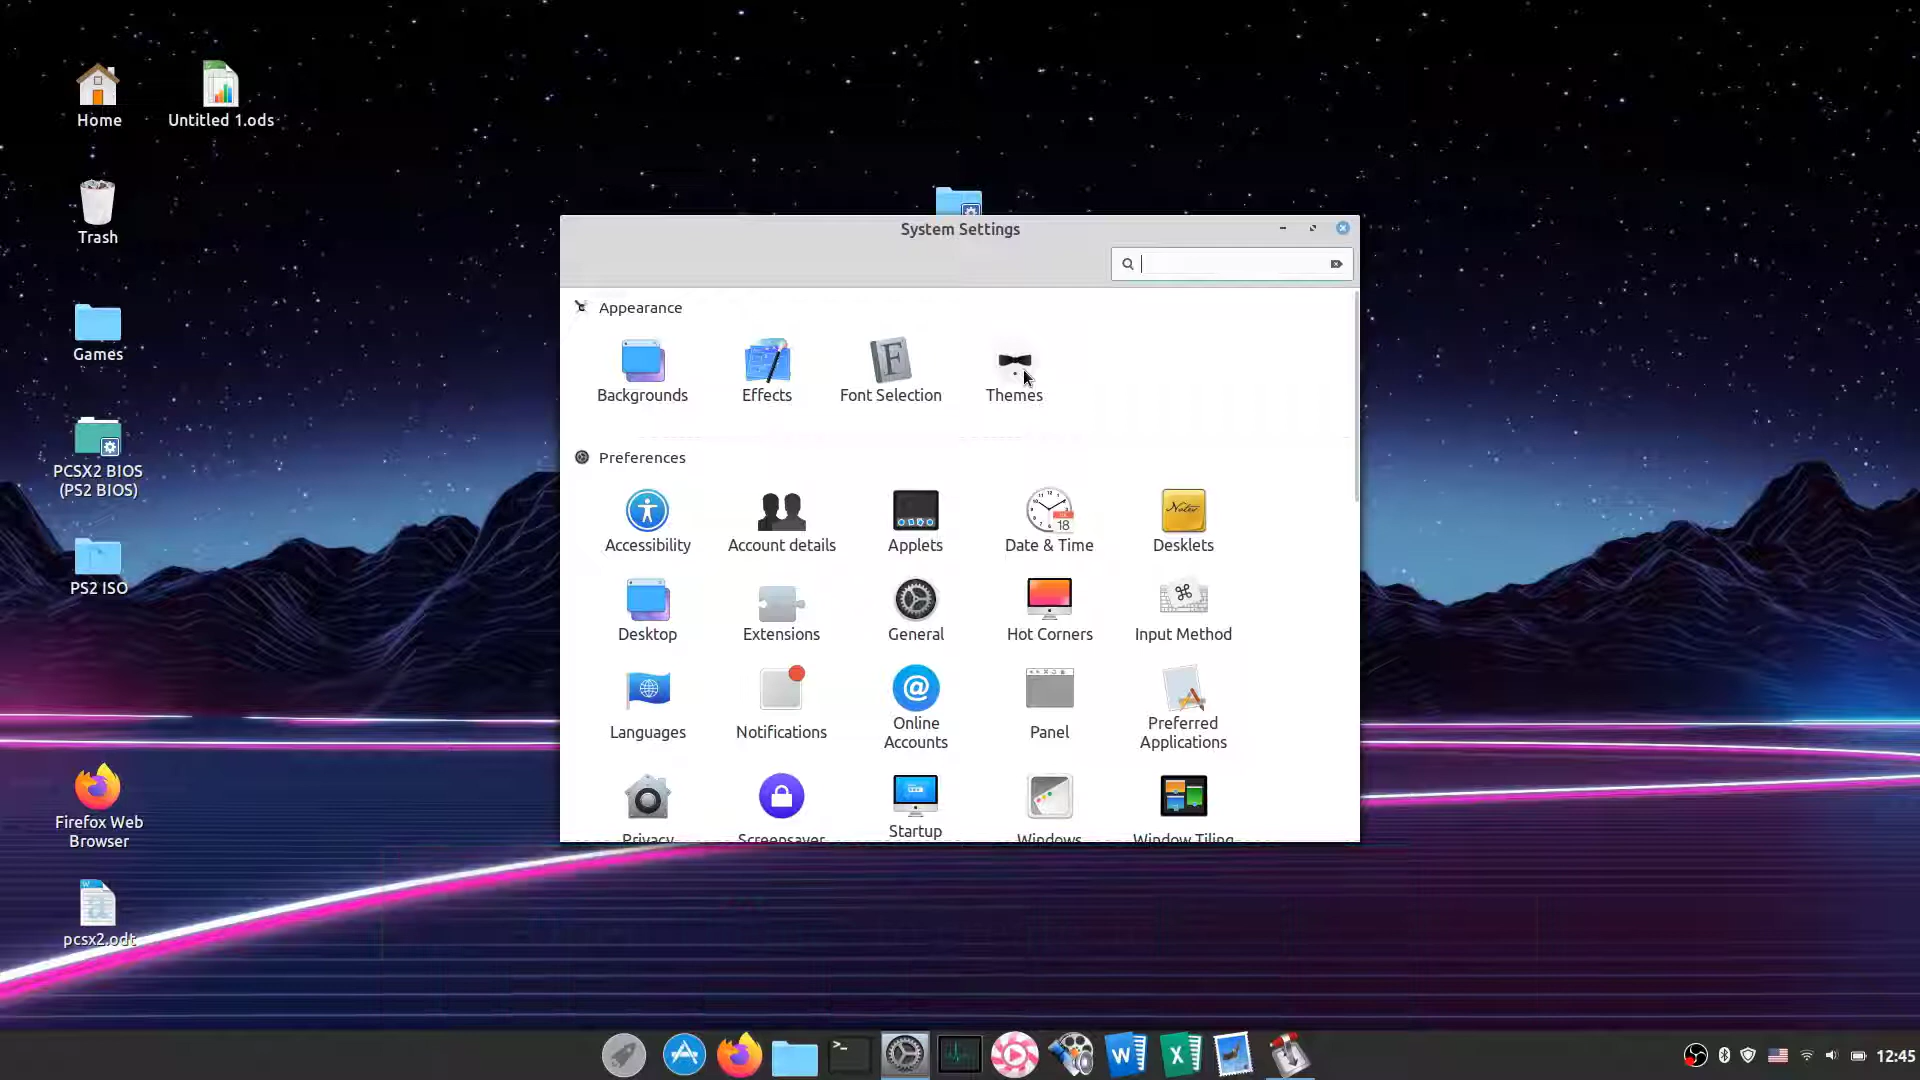 Home
Untitled 1.ods
Trash
Games
PCSX2 BIOS
(PS2 BIOS)
PS2 ISO
Firefox Web
Browser
pcsx2.odt
System Settings
Appearance
Backgrounds
Effects
Font Selection
Themes
Preferences
Accessibility
Account details
Applets
Date & Time
Desklets
Desktop
Extensions
General
Hot Corners
Input Method
Languages
Notifications
Online
Accounts
Panel
Preferred
Applications
Privacy
Screensaver
Startup
Windows
Window Tiling
12:45